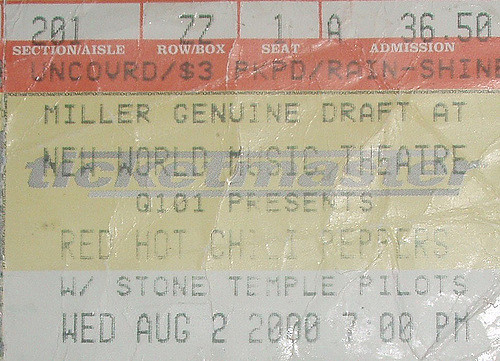 201 ZZ 1 A 36.50
SECTION/AISLE ROW/BOX SEAT ADMISSION
UNCOVRD/$3 PKPD/RAIN-SHINE
MILLER GENUINE DRAFT AT
NEW WORLD MUSIC THEATRE
ticketmaster
Q101 PRESENTS
RED HOT CHILI PEPPERS
W/ STONE TEMPLE PILOTS
WED AUG 2 2000 7:00 PM